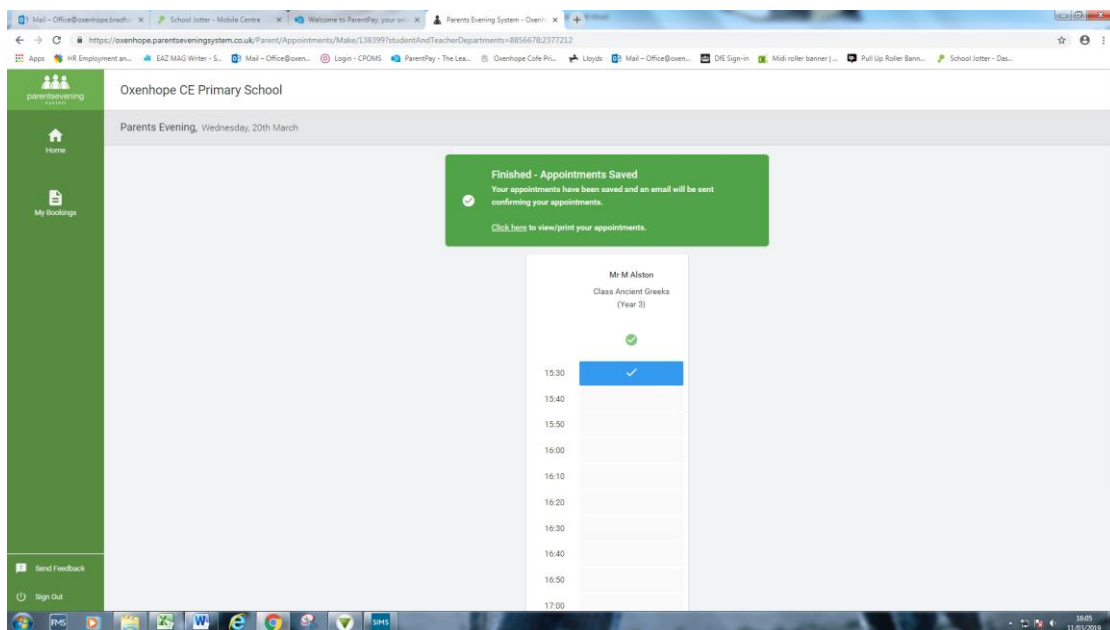 Mail – Office@oxenhope.bradfo
School Jotter - Mobile Centre
Welcome to ParentPay, your onl
Parents Evening System - Oxenh
https://oxenhope.parentseveningsystem.co.uk/Parent/Appointments/Make/138399?studentAndTeacherDepartments=8856678:2377212
Apps
HR Employment an...
EAZ MAG Writer - S...
Mail – Office@oxen...
Login - CPOMS
ParentPay - The Lea...
Oxenhope Cofe Pri...
Lloyds
Mail – Office@oxen...
DfE Sign-in
Midi roller banner | ...
Pull Up Roller Bann...
School Jotter - Das...
parentsevening
system
Oxenhope CE Primary School
Parents Evening, Wednesday, 20th March
Home
My Bookings
Finished - Appointments Saved
Your appointments have been saved and an email will be sent
confirming your appointments.
Click here to view/print your appointments.
Mr M Alston
Class Ancient Greeks
(Year 3)
15:30
15:40
15:50
16:00
16:10
16:20
16:30
16:40
16:50
17:00
Send Feedback
Sign Out
FMS
SIMS
16:05
11/03/2019